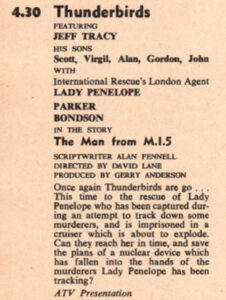 4.30 Thunderbirds
FEATURING
JEFF TRACY
HIS SONS
Scott, Virgil, Alan, Gordon, John
WITH
International Rescue's London Agent
LADY PENELOPE
PARKER
BONDSON
IN THE STORY
The Man from M.I.5
SCRIPTWRITER ALAN FENNELL
DIRECTED BY DAVID LANE
PRODUCED BY GERRY ANDERSON
Once again Thunderbirds are go . . .
This time to the rescue of Lady
Penelope who has been captured dur-
ing an attempt to track down some
murderers, and is imprisoned in a
cruiser which is about to explode.
Can they reach her in time, and save
the plans of a nuclear device which
has fallen into the hands of the
murderers Lady Penelope has been
tracking?
ATV Presentation